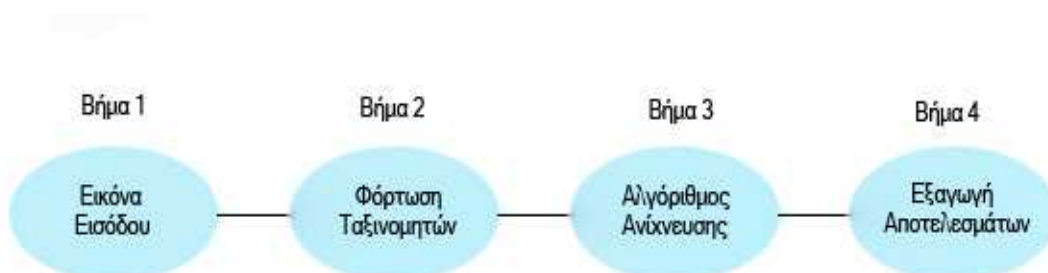 Βήμα 1
Βήμα 2
Βήμα 3
Βήμα 4
Εικόνα
Εισόδου
Φόρτωση
Ταξινομητών
Αλγόριθμος
Ανίχνευσης
Εξαγωγή
Αποτελεσμάτων